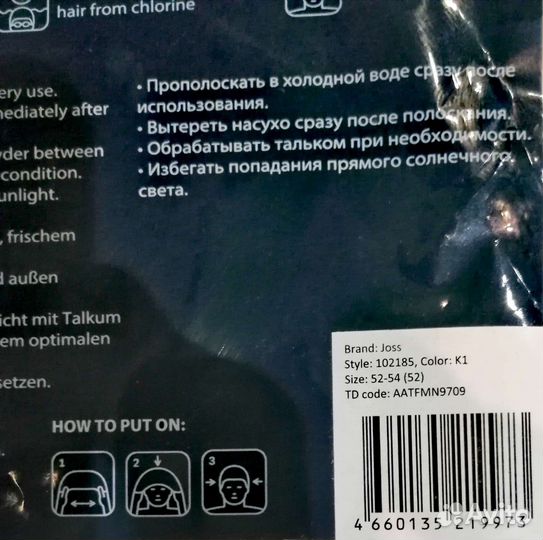 hair from chlorine
ery use.
mediately after
wder between
condition.
unlight.
, frischem
d außen
icht mit Talkum
em optimalen
setzen.
• Прополоскать в холодной воде сразу после
использования.
• Вытереть насухо сразу после полоскания.
• Обрабатывать тальком при необходимости.
• Избегать попадания прямого солнечного
света.
HOW TO PUT ON:
1
2
3
Brand: Joss
Style: 102185, Color: K1
Size: 52-54 (52)
TD code: AATFMN9709
4 660135 219973
Avito